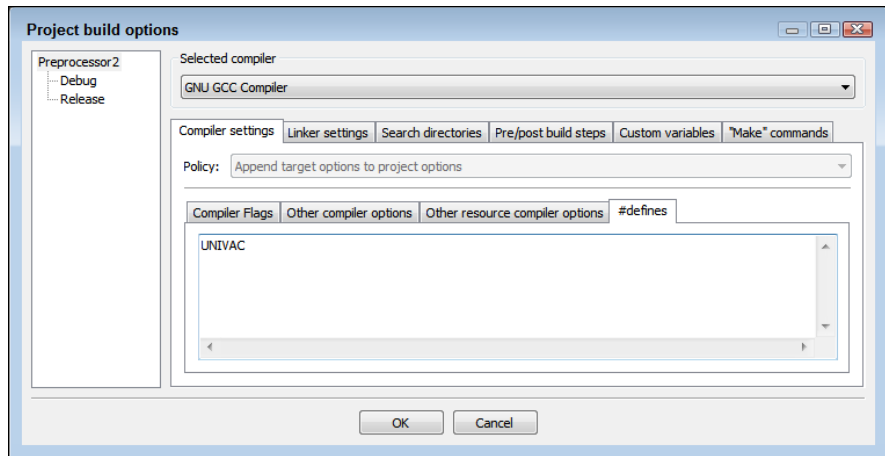 Project build options
Preprocessor2
Debug
Release
Selected compiler
GNU GCC Compiler
Compiler settings Linker settings Search directories Pre/post build steps Custom variables "Make" commands
Policy: Append target options to project options
Compiler Flags Other compiler options Other resource compiler options #defines
UNIVAC
OK Cancel